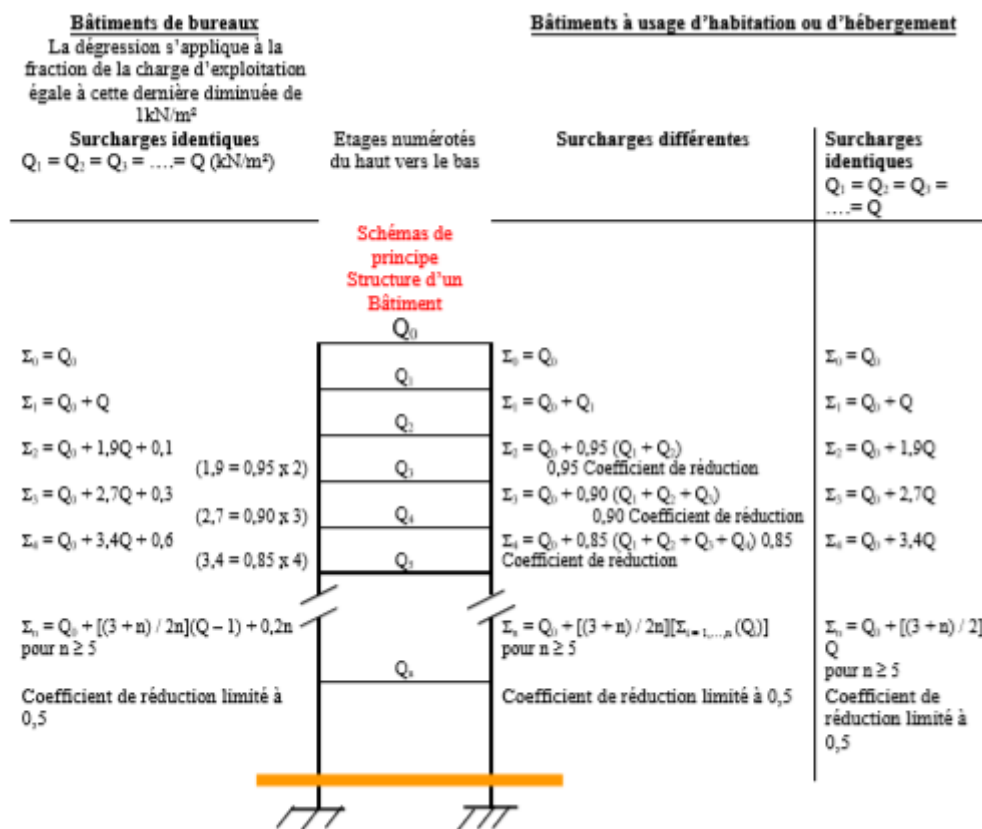 Bâtiments de bureaux
La dégression s'applique à la
fraction de la charge d'exploitation
égale à cette dernière diminuée de
1kN/m²
Surcharges identiques
Q₁ = Q₂ = Q₃ = ….= Q (kN/m²)
Etages numérotés
du haut vers le bas
Bâtiments à usage d'habitation ou d'hébergement
Surcharges différentes
Surcharges
identiques
Q₁ = Q₂ = Q₃ =
….= Q
Schémas de
principe
Structure d'un
Bâtiment
Q₀
Σ₀ = Q₀
Σ₀ = Q₀
Σ₀ = Q₀
Q₁
Σ₁ = Q₀ + Q
Σ₁ = Q₀ + Q₁
Σ₁ = Q₀ + Q
Q₂
Σ₂ = Q₀ + 1,9Q + 0,1
(1,9 = 0,95 x 2)
Q₃
Σ₂ = Q₀ + 0,95 (Q₁ + Q₂)
0,95 Coefficient de réduction
Σ₂ = Q₀ + 1,9Q
Σ₃ = Q₀ + 2,7Q + 0,3
(2,7 = 0,90 x 3)
Q₄
Σ₃ = Q₀ + 0,90 (Q₁ + Q₂ + Q₃)
0,90 Coefficient de réduction
Σ₃ = Q₀ + 2,7Q
Σ₄ = Q₀ + 3,4Q + 0,6
(3,4 = 0,85 x 4)
Q₅
Σ₄ = Q₀ + 0,85 (Q₁ + Q₂ + Q₃ + Q₄) 0,85
Coefficient de réduction
Σ₄ = Q₀ + 3,4Q
Σₙ = Q₀ + [(3 + n) / 2n](Q – 1) + 0,2n
pour n ≥ 5
Coefficient de réduction limité à
0,5
Qₙ
Σₙ = Q₀ + [(3 + n) / 2n][Σᵢ₌₁,…,ₙ (Qᵢ)]
pour n ≥ 5
Coefficient de réduction limité à 0,5
Σₙ = Q₀ + [(3 + n) / 2]
Q
pour n ≥ 5
Coefficient de
réduction limité à
0,5